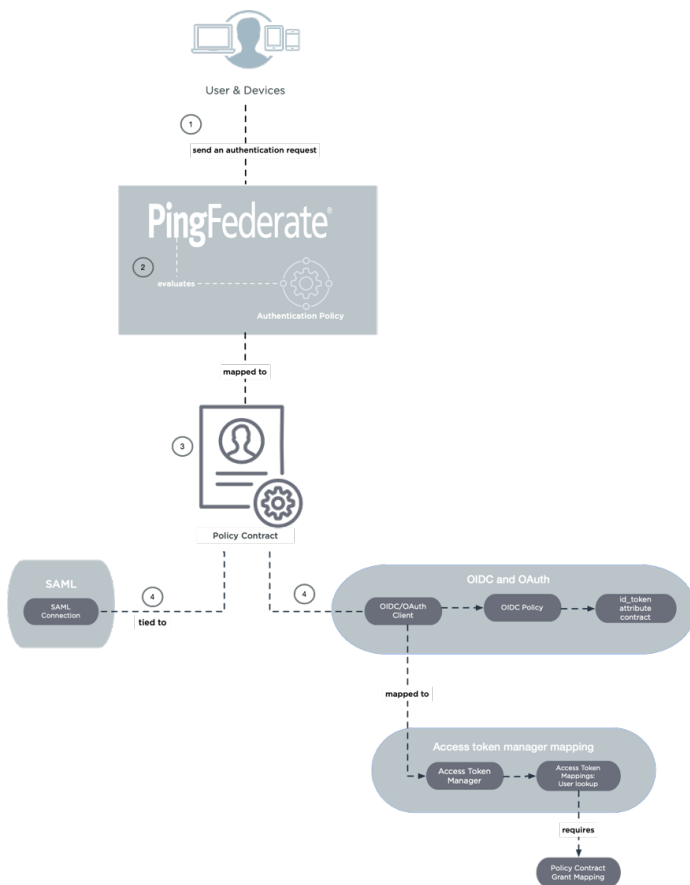 User & Devices
1
send an authentication request
PingFederate®
2
evaluates
Authentication Policy
mapped to
3
Policy Contract
SAML
SAML
Connection
4
tied to
4
OIDC and OAuth
OIDC/OAuth
Client
OIDC Policy
id_token
attribute
contract
mapped to
Access token manager mapping
Access Token
Manager
Access Token
Mappings:
User lookup
requires
Policy Contract
Grant Mapping